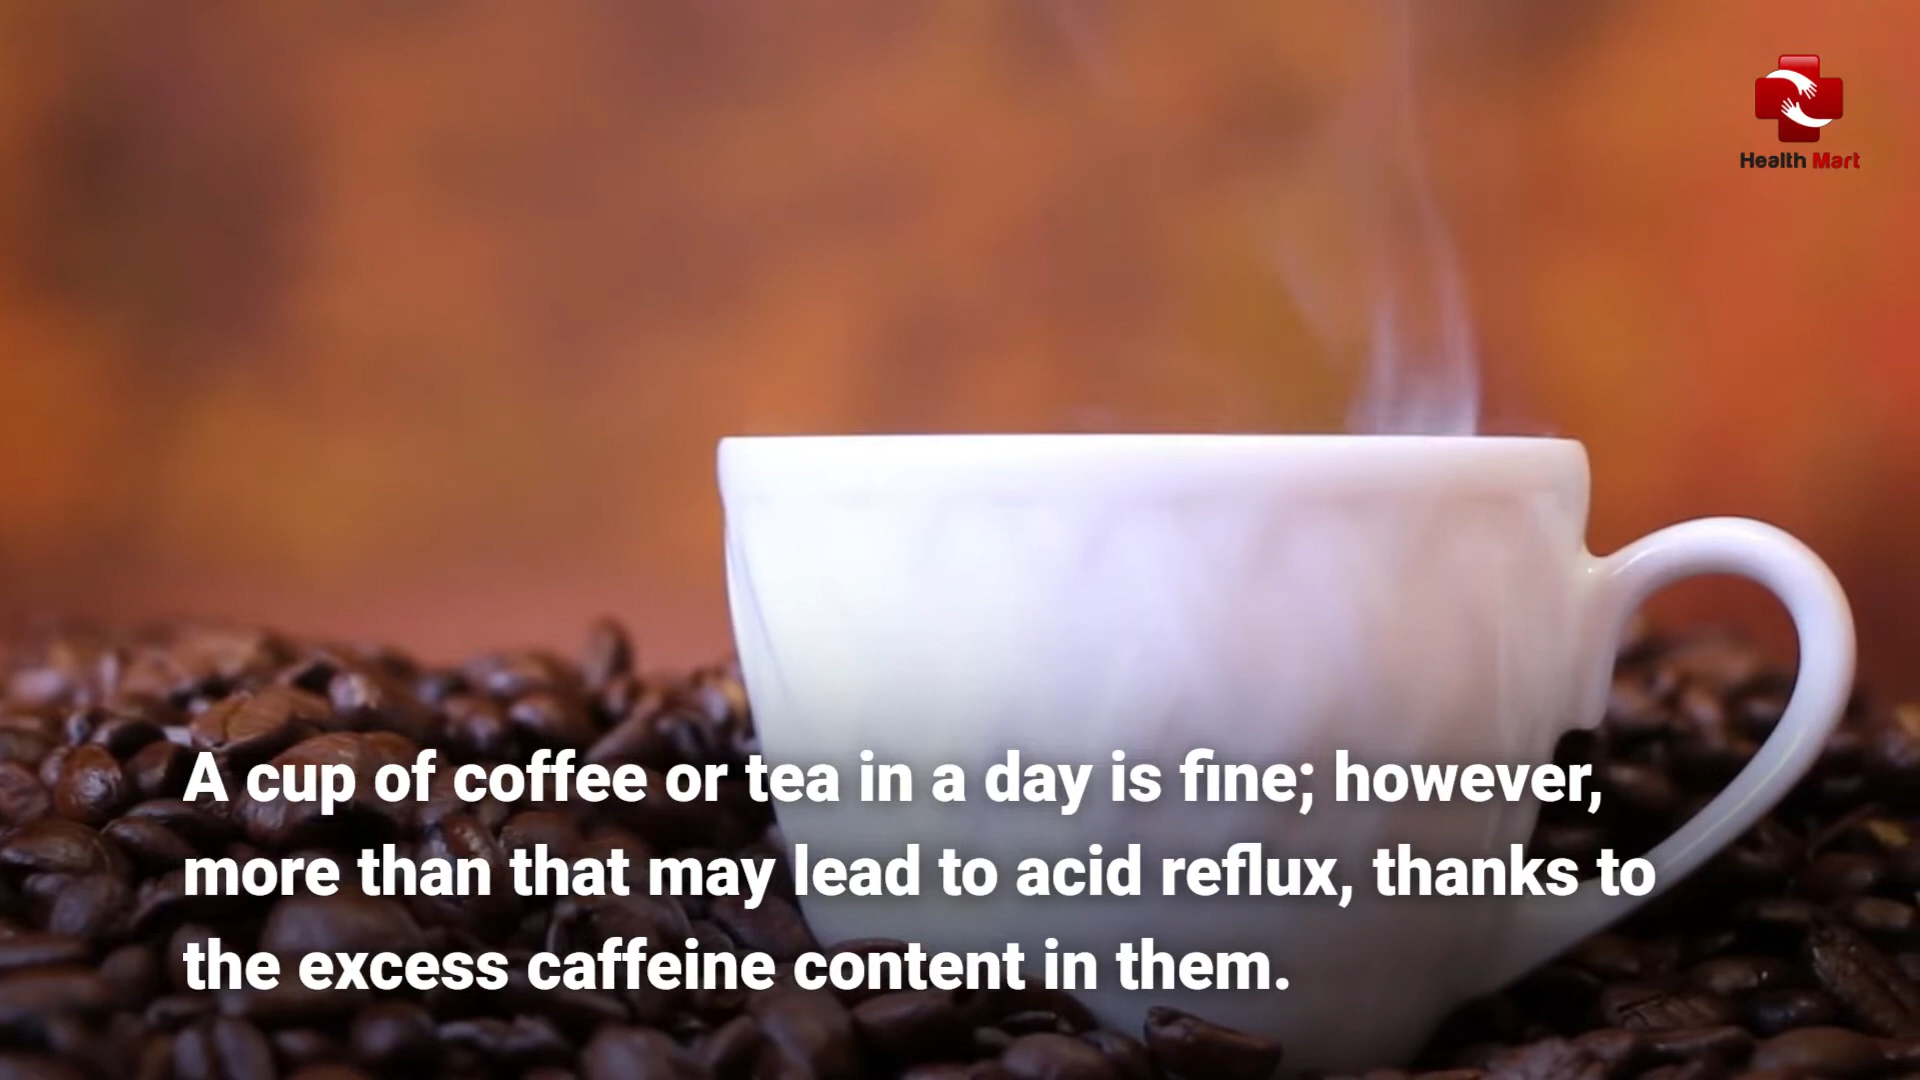 Health Mart
A cup of coffee or tea in a day is fine; however,
more than that may lead to acid reflux, thanks to
the excess caffeine content in them.